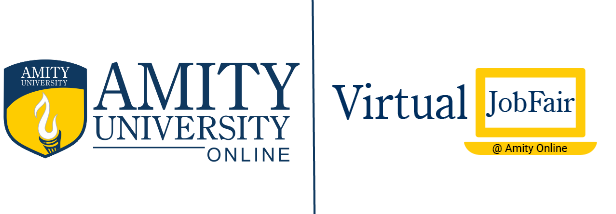 AMITY
UNIVERSITY
AMITY
UNIVERSITY
ONLINE
Virtual JobFair
@ Amity Online